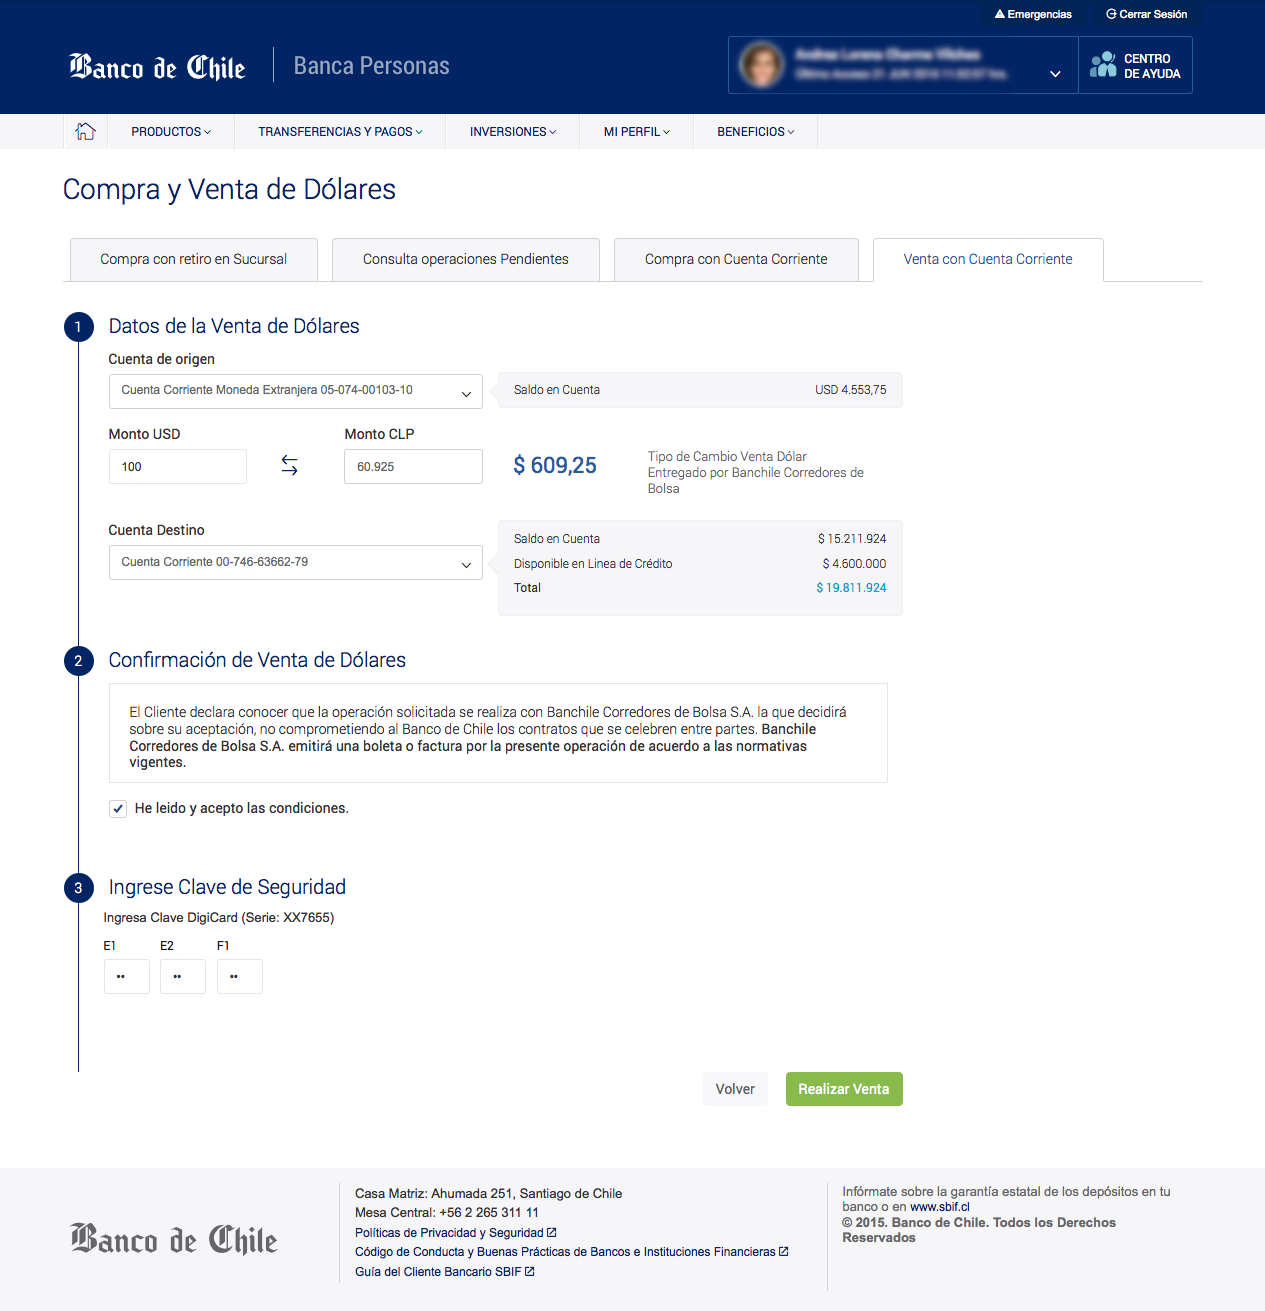 Emergencias
Cerrar Sesión
Banco de Chile
Banca Personas
CENTRO
DE AYUDA
PRODUCTOS
TRANSFERENCIAS Y PAGOS
INVERSIONES
MI PERFIL
BENEFICIOS
Compra y Venta de Dólares
Compra con retiro en Sucursal
Consulta operaciones Pendientes
Compra con Cuenta Corriente
Venta con Cuenta Corriente
1
Datos de la Venta de Dólares
Cuenta de origen
Cuenta Corriente Moneda Extranjera 05-074-00103-10
Saldo en Cuenta USD 4.553,75
Monto USD
Monto CLP
100
60.925
$ 609,25
Tipo de Cambio Venta Dólar
Entregado por Banchile Corredores de
Bolsa
Cuenta Destino
Cuenta Corriente 00-746-63662-79
Saldo en Cuenta $ 15.211.924
Disponible en Linea de Crédito $ 4.600.000
Total $ 19.811.924
2
Confirmación de Venta de Dólares
El Cliente declara conocer que la operación solicitada se realiza con Banchile Corredores de Bolsa S.A. la que decidirá
sobre su aceptación, no comprometiendo al Banco de Chile los contratos que se celebren entre partes. Banchile
Corredores de Bolsa S.A. emitirá una boleta o factura por la presente operación de acuerdo a las normativas
vigentes.
He leido y acepto las condiciones.
3
Ingrese Clave de Seguridad
Ingresa Clave DigiCard (Serie: XX7655)
E1
E2
F1
••
••
••
Volver
Realizar Venta
Banco de Chile
Casa Matriz: Ahumada 251, Santiago de Chile
Mesa Central: +56 2 265 311 11
Políticas de Privacidad y Seguridad
Código de Conducta y Buenas Prácticas de Bancos e Instituciones Financieras
Guía del Cliente Bancario SBIF
Infórmate sobre la garantía estatal de los depósitos en tu
banco o en www.sbif.cl
© 2015. Banco de Chile. Todos los Derechos
Reservados